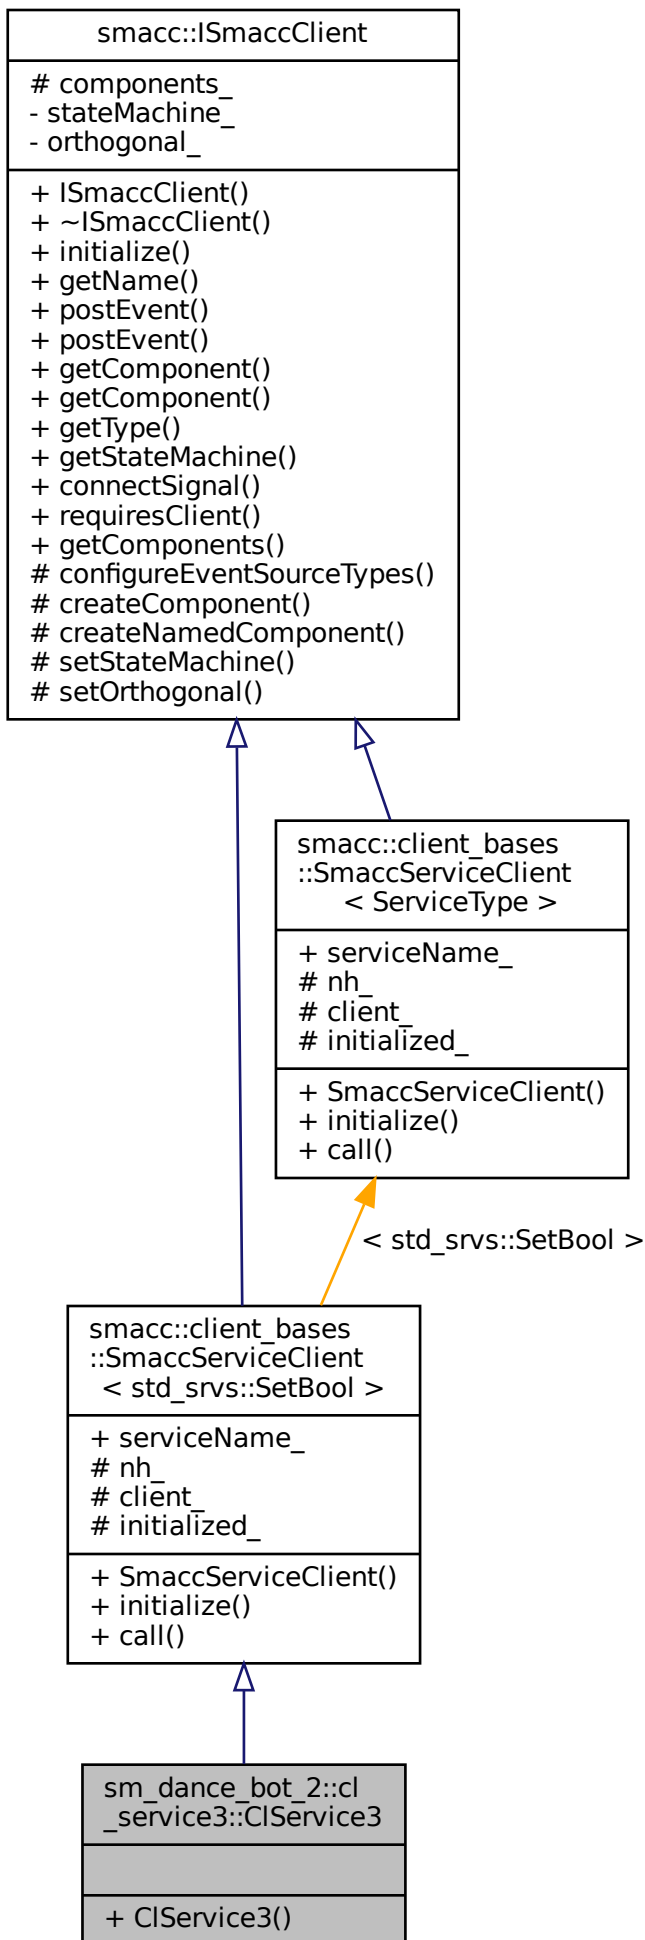 smacc::ISmaccClient
# components_
- stateMachine_
- orthogonal_
+ ISmaccClient()
+ ~ISmaccClient()
+ initialize()
+ getName()
+ postEvent()
+ postEvent()
+ getComponent()
+ getComponent()
+ getType()
+ getStateMachine()
+ connectSignal()
+ requiresClient()
+ getComponents()
# configureEventSourceTypes()
# createComponent()
# createNamedComponent()
# setStateMachine()
# setOrthogonal()
smacc::client_bases
::SmaccServiceClient
< ServiceType >
+ serviceName_
# nh_
# client_
# initialized_
+ SmaccServiceClient()
+ initialize()
+ call()
< std_srvs::SetBool >
smacc::client_bases
::SmaccServiceClient
< std_srvs::SetBool >
+ serviceName_
# nh_
# client_
# initialized_
+ SmaccServiceClient()
+ initialize()
+ call()
sm_dance_bot_2::cl
_service3::ClService3
+ ClService3()